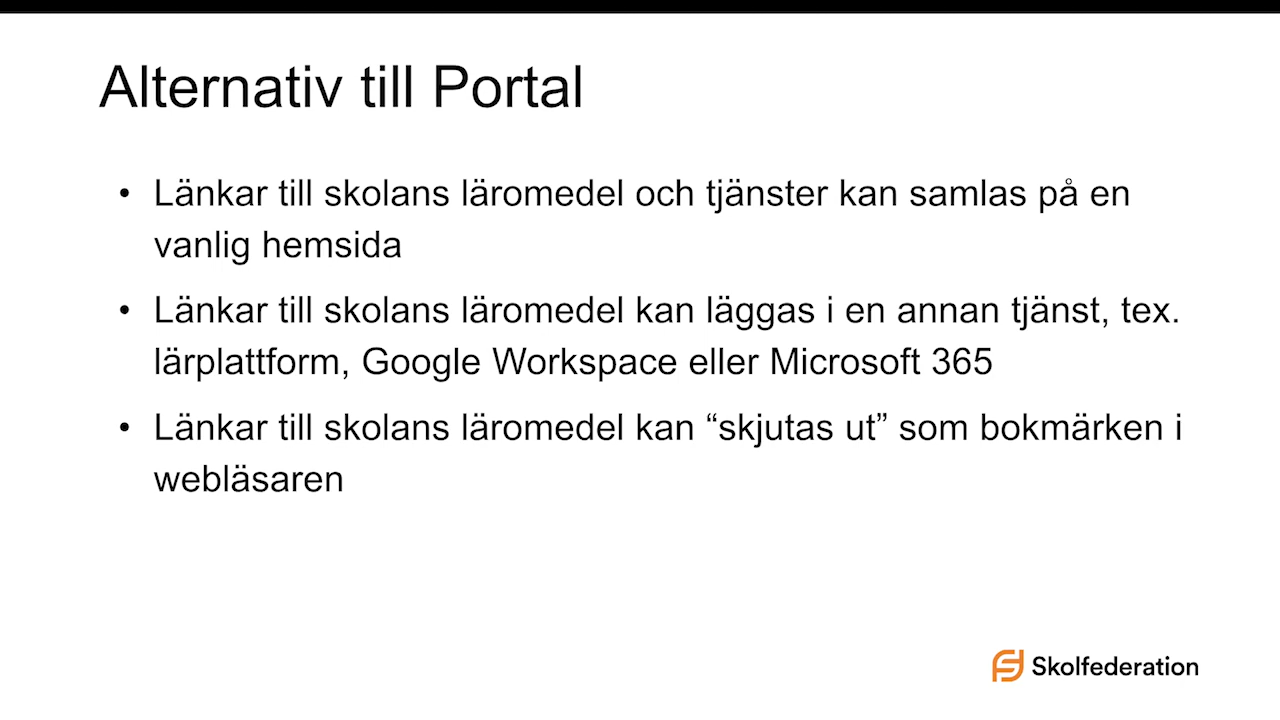 Alternativ till Portal
• Länkar till skolans läromedel och tjänster kan samlas på en
vanlig hemsida
• Länkar till skolans läromedel kan läggas i en annan tjänst, tex.
lärplattform, Google Workspace eller Microsoft 365
• Länkar till skolans läromedel kan “skjutas ut” som bokmärken i
webläsaren
Skolfederation